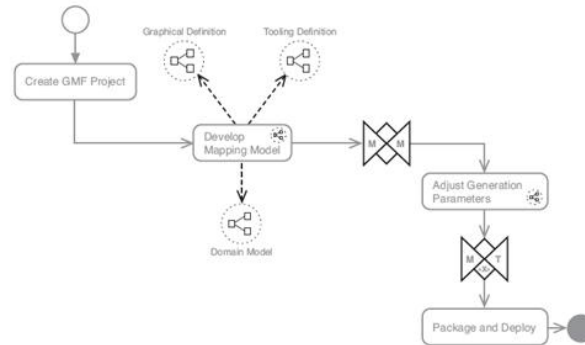 Graphical Definition
Tooling Definition
Create GMF Project
Develop
Mapping Model
M M
Adjust Generation
Parameters
Domain Model
M T
«X»
Package and Deploy